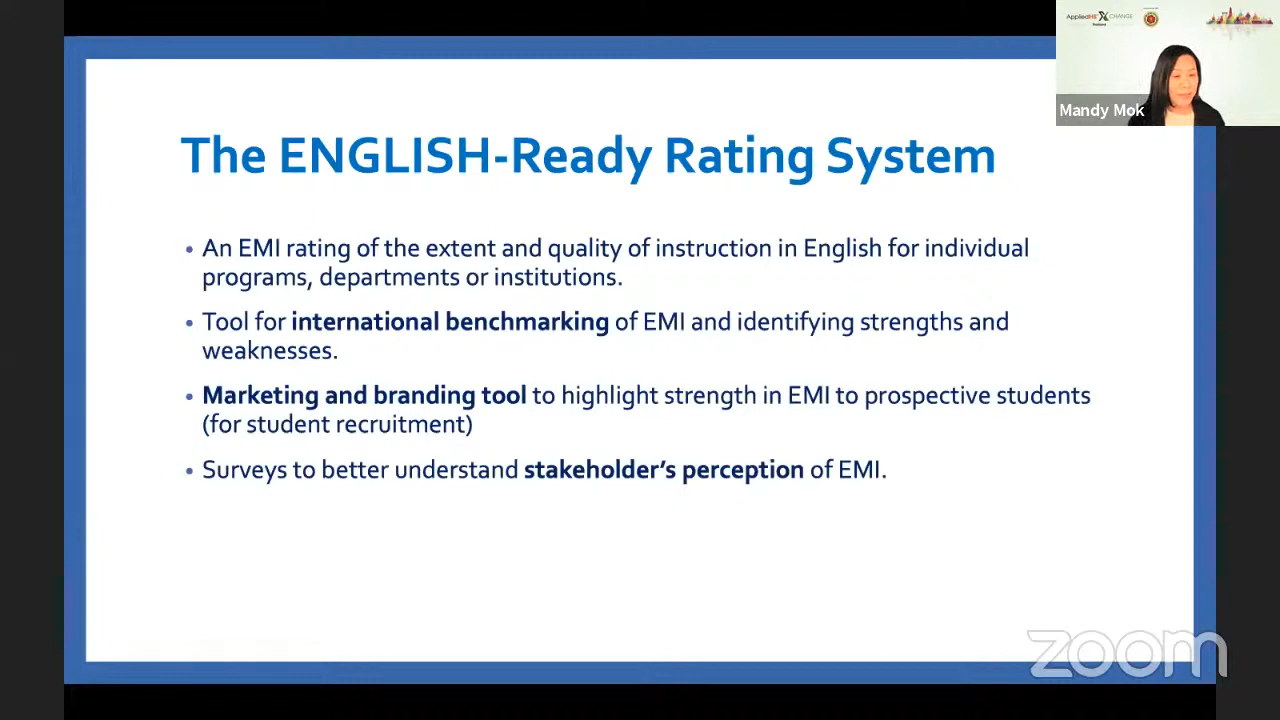 AppliedHE XCHANGE
Mandy Mok
The ENGLISH-Ready Rating System
• An EMI rating of the extent and quality of instruction in English for individual
programs, departments or institutions.
• Tool for international benchmarking of EMI and identifying strengths and
weaknesses.
• Marketing and branding tool to highlight strength in EMI to prospective students
(for student recruitment)
• Surveys to better understand stakeholder’s perception of EMI.
zoom